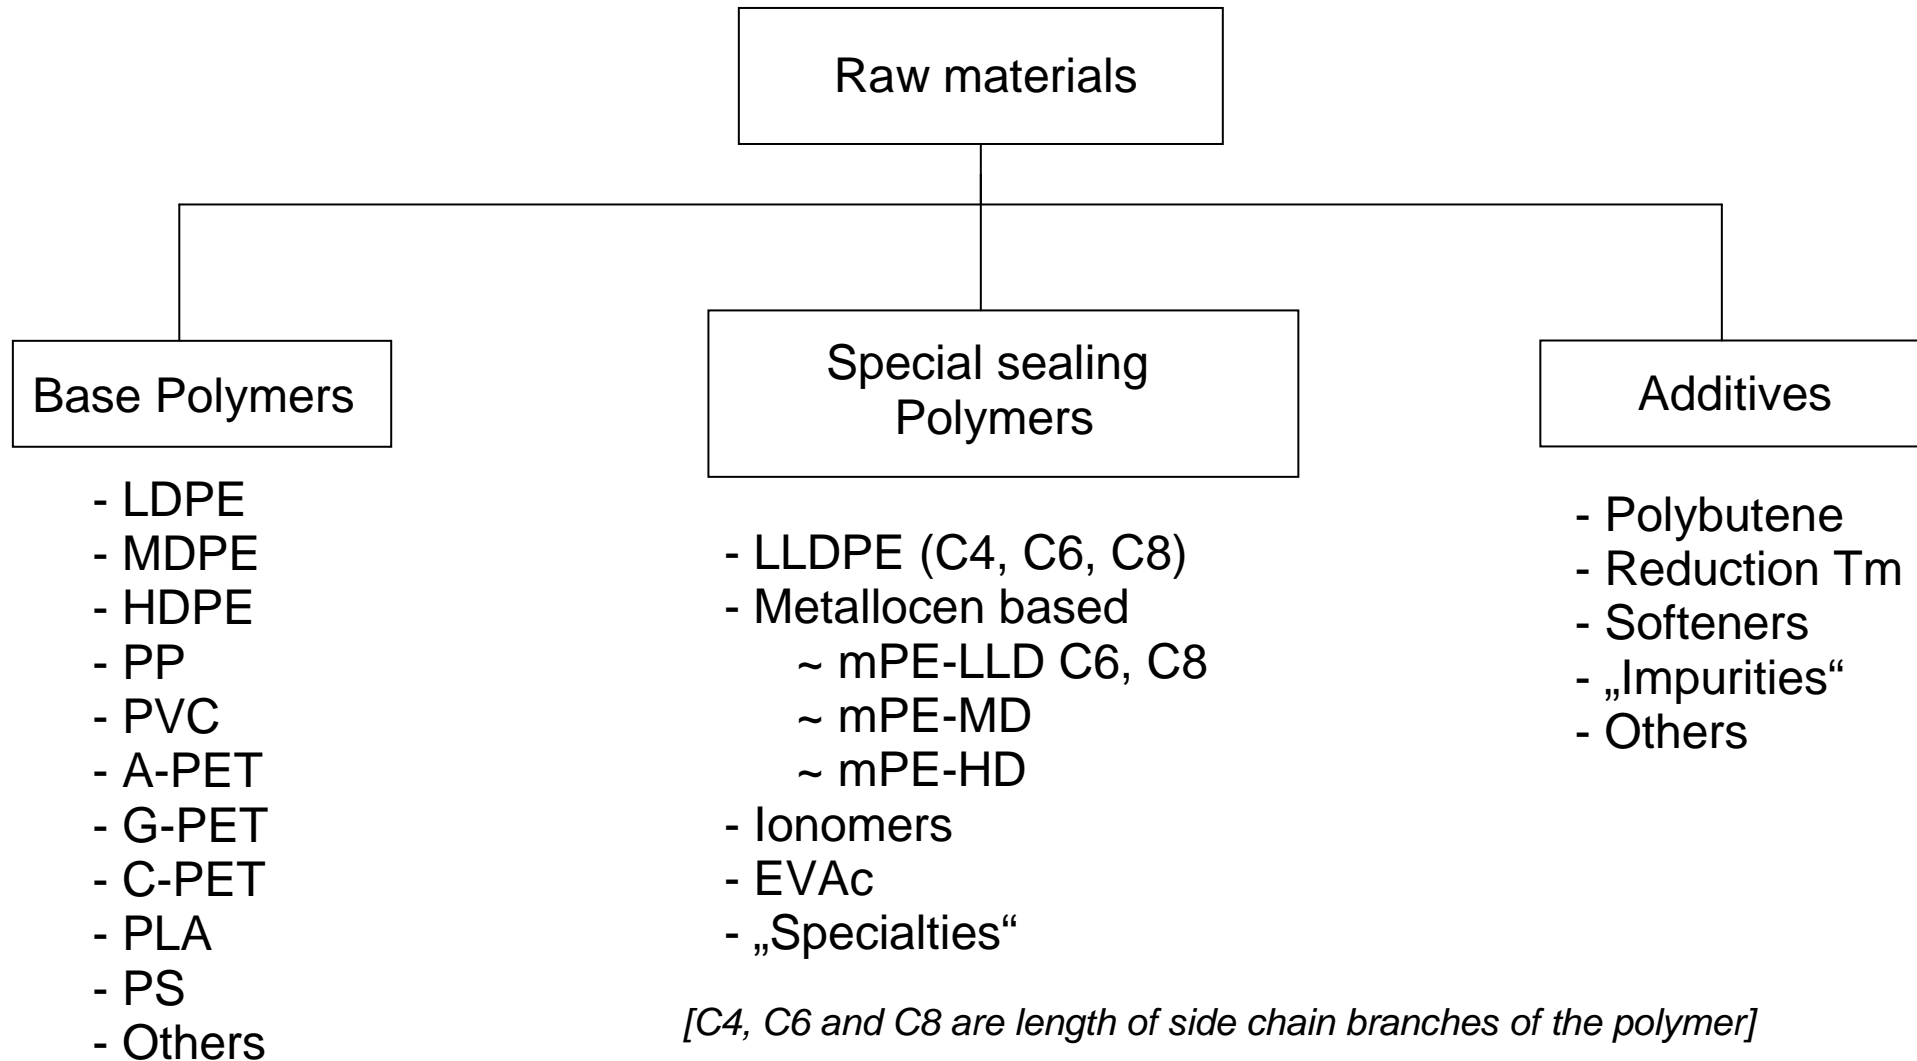 Raw materials
Base Polymers
- LDPE
- MDPE
- HDPE
- PP
- PVC
- A-PET
- G-PET
- C-PET
- PLA
- PS
- Others
Special sealing
Polymers
- LLDPE (C4, C6, C8)
- Metallocen based
~ mPE-LLD C6, C8
~ mPE-MD
~ mPE-HD
- Ionomers
- EVAc
- „Specialties“
Additives
- Polybutene
- Reduction Tm
- Softeners
- „Impurities“
- Others
[C4, C6 and C8 are length of side chain branches of the polymer]